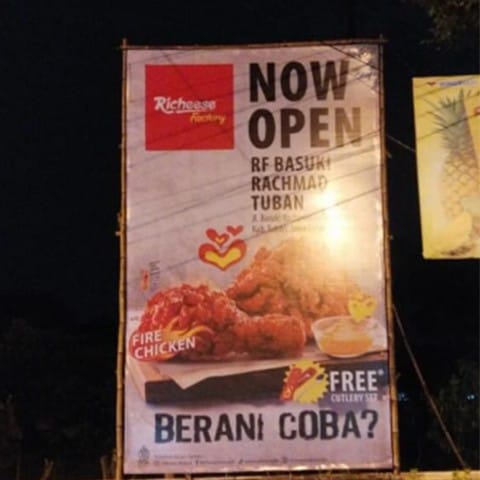 Richeese
Factory
NOW
OPEN
RF BASUKI
RACHMAD
TUBAN
FIRE
CHICKEN
FREE*
CUTLERY SET
BERANI COBA?